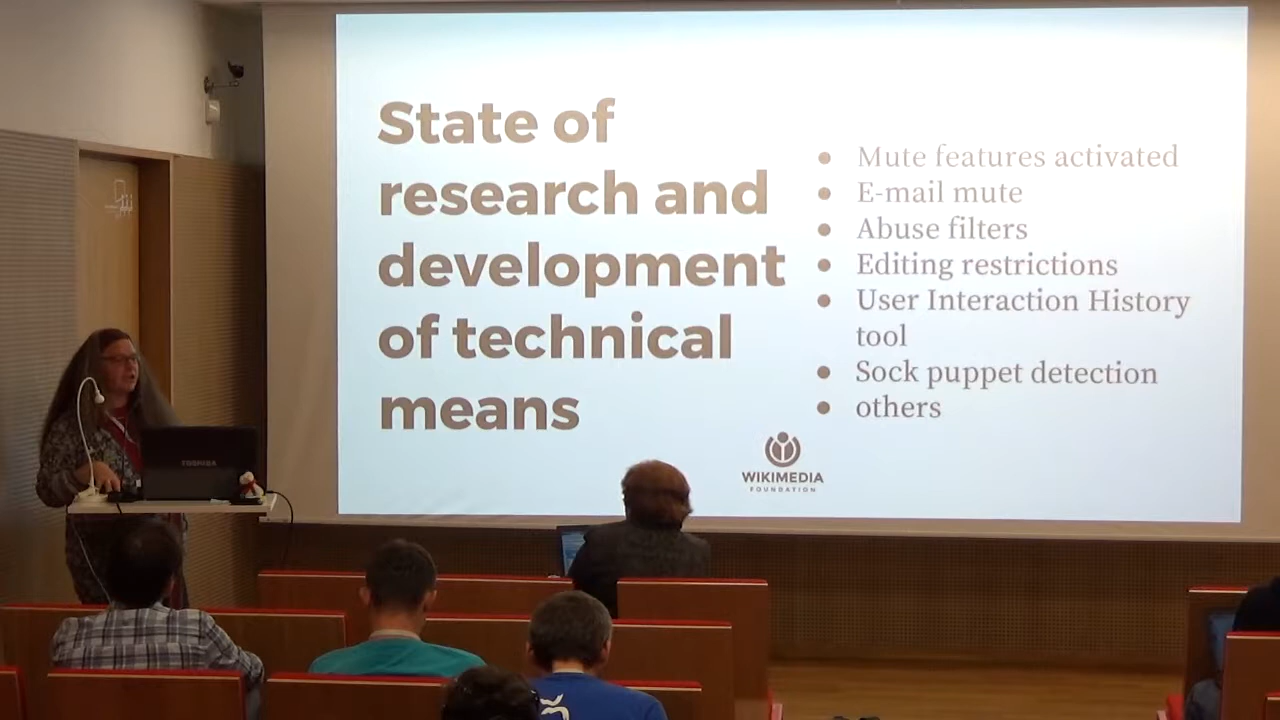 State of
research and
development
of technical
means
● Mute features activated
● E-mail mute
● Abuse filters
● Editing restrictions
● User Interaction History
tool
● Sock puppet detection
● others
WIKIMEDIA
FOUNDATION
TOSHIBA